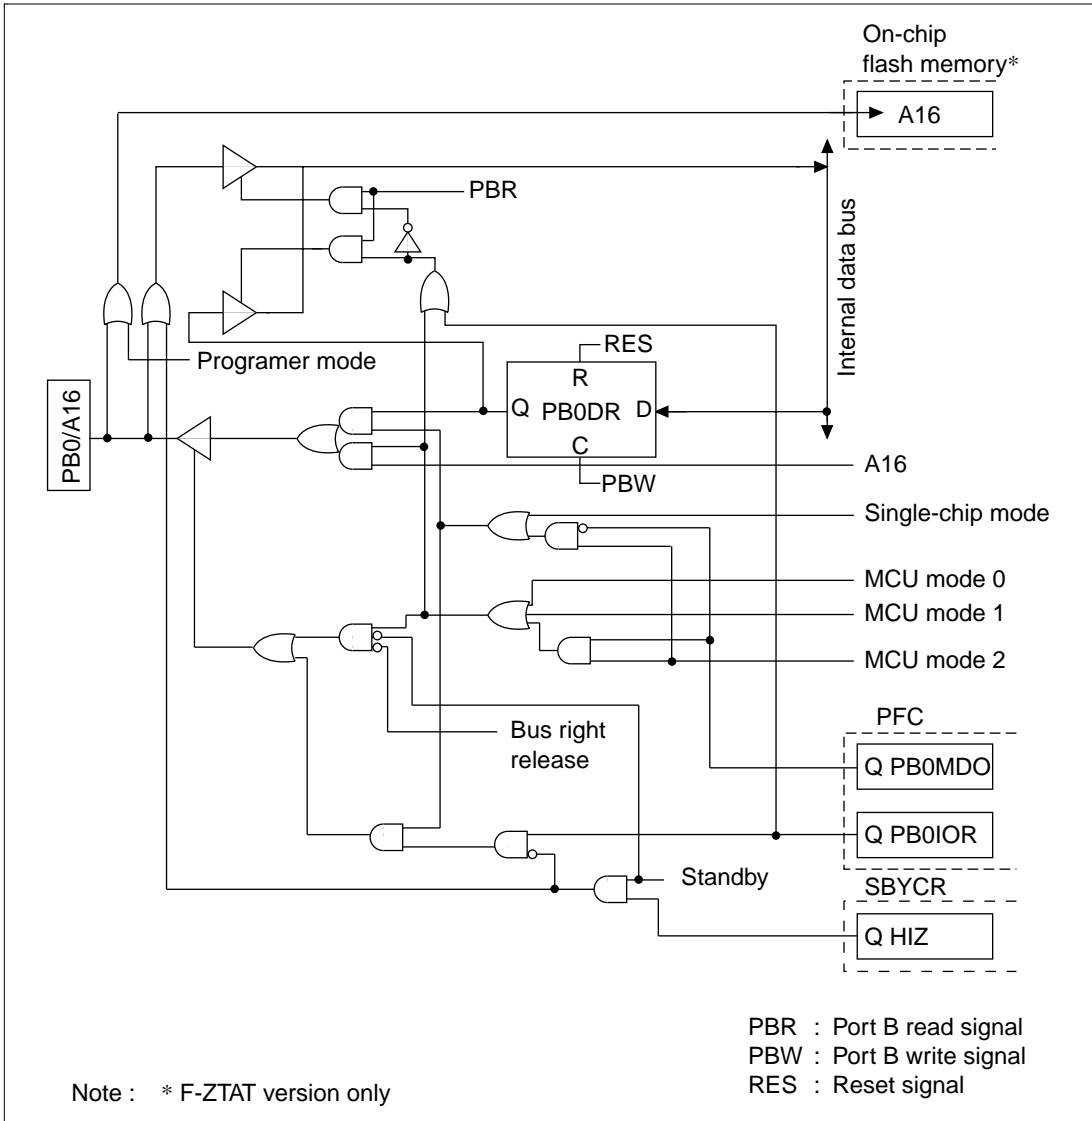 On-chip
flash memory*
A16
PBR
Internal data bus
Programer mode
RES
R
Q PB0DR D
C
PBW
PB0/A16
A16
Single-chip mode
MCU mode 0
MCU mode 1
MCU mode 2
PFC
Bus right
release
Q PB0MDO
Q PB0IOR
Standby
SBYCR
Q HIZ
PBR : Port B read signal
PBW : Port B write signal
RES : Reset signal
Note : * F-ZTAT version only